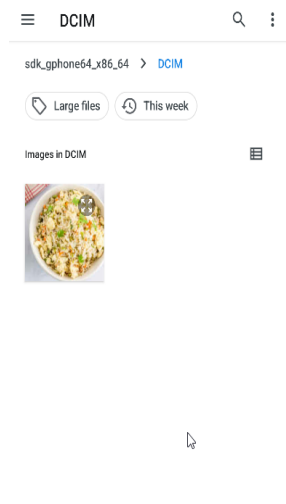 DCIM
sdk_gphone64_x86_64 > DCIM
Large files This week
Images in DCIM